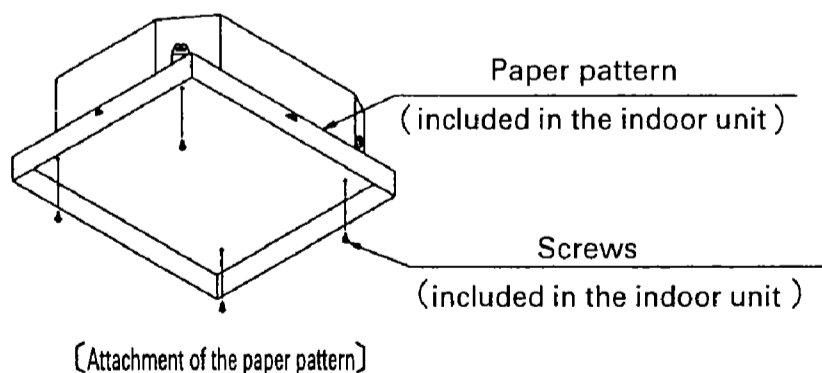 Paper pattern
(included in the indoor unit)
Screws
(included in the indoor unit)
[Attachment of the paper pattern]